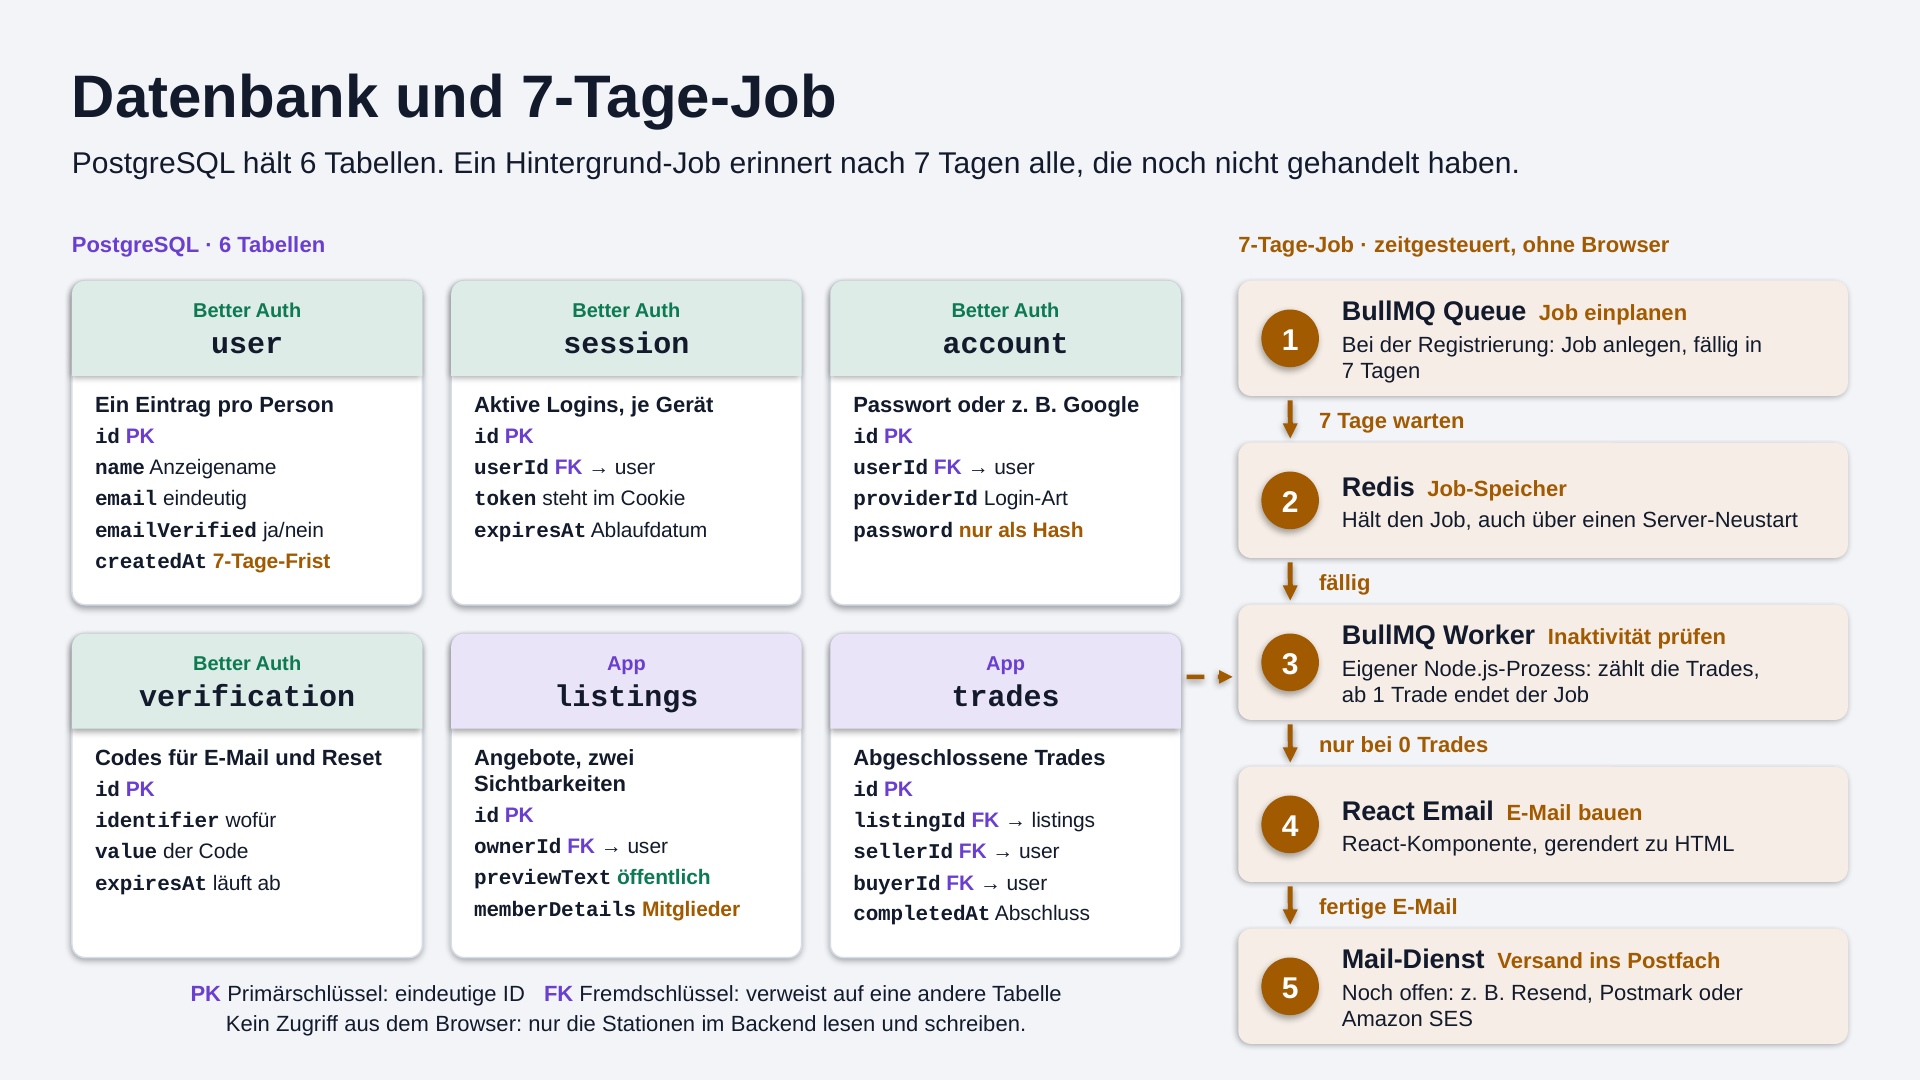 Datenbank und 7-Tage-Job
PostgreSQL hält 6 Tabellen. Ein Hintergrund-Job erinnert nach 7 Tagen alle, die noch nicht gehandelt haben.
PostgreSQL · 6 Tabellen
Better Auth
user
Ein Eintrag pro Person
id PK
name Anzeigename
email eindeutig
emailVerified ja/nein
createdAt 7-Tage-Frist
Better Auth
session
Aktive Logins, je Gerät
id PK
userId FK → user
token steht im Cookie
expiresAt Ablaufdatum
Better Auth
account
Passwort oder z. B. Google
id PK
userId FK → user
providerId Login-Art
password nur als Hash
Better Auth
verification
Codes für E-Mail und Reset
id PK
identifier wofür
value der Code
expiresAt läuft ab
App
listings
Angebote, zwei
Sichtbarkeiten
id PK
ownerId FK → user
previewText öffentlich
memberDetails Mitglieder
App
trades
Abgeschlossene Trades
id PK
listingId FK → listings
sellerId FK → user
buyerId FK → user
completedAt Abschluss
PK Primärschlüssel: eindeutige ID FK Fremdschlüssel: verweist auf eine andere Tabelle
Kein Zugriff aus dem Browser: nur die Stationen im Backend lesen und schreiben.
7-Tage-Job · zeitgesteuert, ohne Browser
1
BullMQ Queue Job einplanen
Bei der Registrierung: Job anlegen, fällig in
7 Tagen
7 Tage warten
2
Redis Job-Speicher
Hält den Job, auch über einen Server-Neustart
fällig
3
BullMQ Worker Inaktivität prüfen
Eigener Node.js-Prozess: zählt die Trades,
ab 1 Trade endet der Job
nur bei 0 Trades
4
React Email E-Mail bauen
React-Komponente, gerendert zu HTML
fertige E-Mail
5
Mail-Dienst Versand ins Postfach
Noch offen: z. B. Resend, Postmark oder
Amazon SES